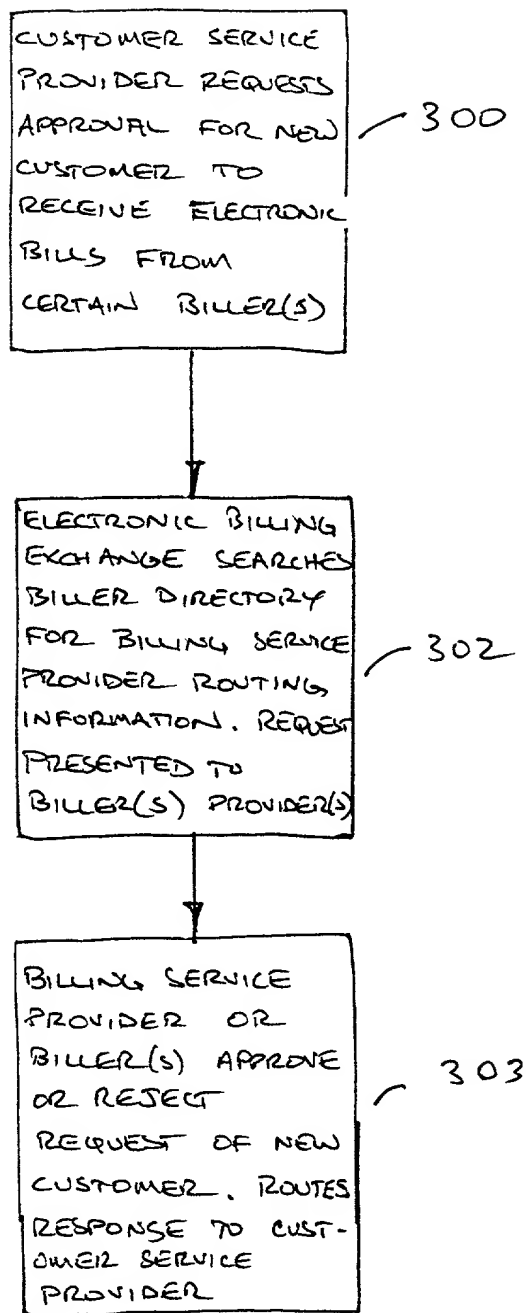 CUSTOMER SERVICE
PROVIDER REQUESTS
APPROVAL FOR NEW
CUSTOMER TO
RECEIVE ELECTRONIC
BILLS FROM
CERTAIN BILLER(S)
300
ELECTRONIC BILLING
EXCHANGE SEARCHES
BILLER DIRECTORY
FOR BILLING SERVICE
PROVIDER ROUTING
INFORMATION. REQUEST
PRESENTED TO
BILLER(S) PROVIDER(S)
302
BILLING SERVICE
PROVIDER OR
BILLER(S) APPROVE
OR REJECT
REQUEST OF NEW
CUSTOMER. ROUTES
RESPONSE TO CUST-
OMER SERVICE
PROVIDER
303